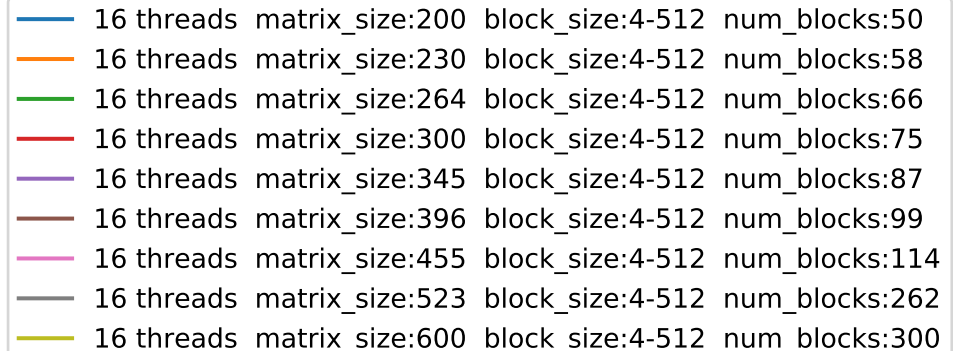 16 threads matrix_size:200 block_size:4-512 num_blocks:50
16 threads matrix_size:230 block_size:4-512 num_blocks:58
16 threads matrix_size:264 block_size:4-512 num_blocks:66
16 threads matrix_size:300 block_size:4-512 num_blocks:75
16 threads matrix_size:345 block_size:4-512 num_blocks:87
16 threads matrix_size:396 block_size:4-512 num_blocks:99
16 threads matrix_size:455 block_size:4-512 num_blocks:114
16 threads matrix_size:523 block_size:4-512 num_blocks:262
16 threads matrix_size:600 block_size:4-512 num_blocks:300